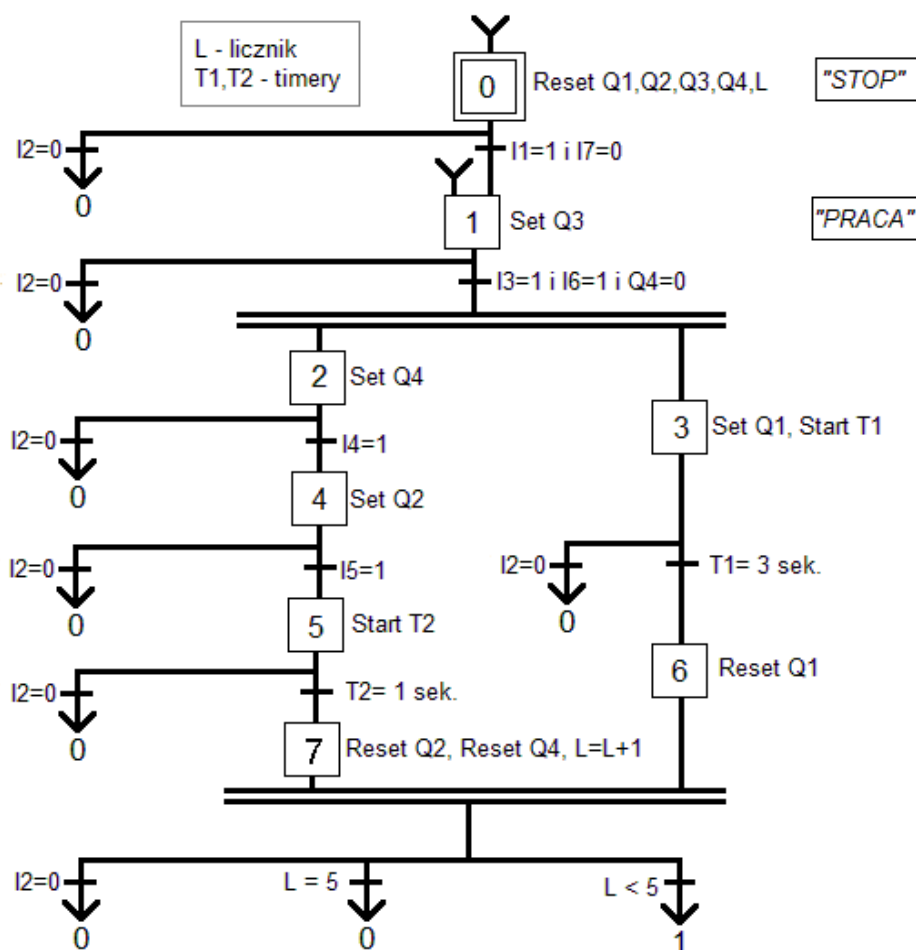 L - licznik
T1,T2 - timery
0
Reset Q1,Q2,Q3,Q4,L
"STOP"
I2=0
I1=1 i I7=0
0
1
Set Q3
"PRACA"
I2=0
I3=1 i I6=1 i Q4=0
0
2
Set Q4
3
Set Q1, Start T1
I2=0
I4=1
0
4
Set Q2
I2=0
I5=1
I2=0
T1= 3 sek.
0
0
5
Start T2
6
Reset Q1
I2=0
T2= 1 sek.
0
7
Reset Q2, Reset Q4, L=L+1
I2=0
L = 5
L < 5
0
0
1